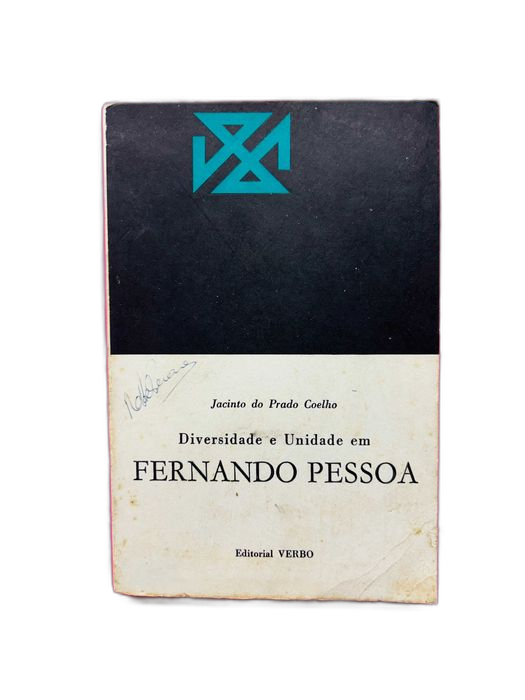 Jacinto do Prado Coelho
Diversidade e Unidade em
FERNANDO PESSOA
Editorial VERBO